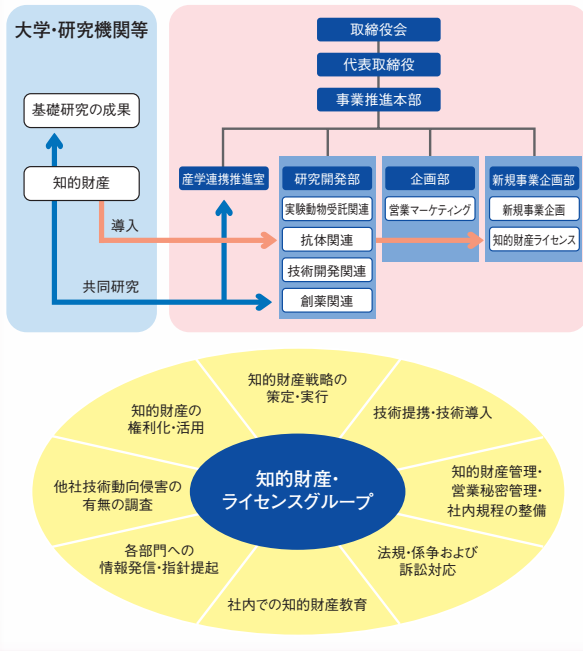 大学・研究機関等
基礎研究の成果
知的財産
導入
共同研究
取締役会
代表取締役
事業推進本部
産学連携推進室
研究開発部
実験動物受託関連
抗体関連
技術開発関連
創薬関連
企画部
営業マーケティング
新規事業企画部
新規事業企画
知的財産ライセンス
知的財産戦略の
策定・実行
技術提携・技術導入
知的財産管理・
営業秘密管理・
社内規程の整備
法規・係争および
訴訟対応
社内での知的財産教育
各部門への
情報発信・指針提起
他社技術動向侵害の
有無の調査
知的財産の
権利化・活用
知的財産・
ライセンスグループ